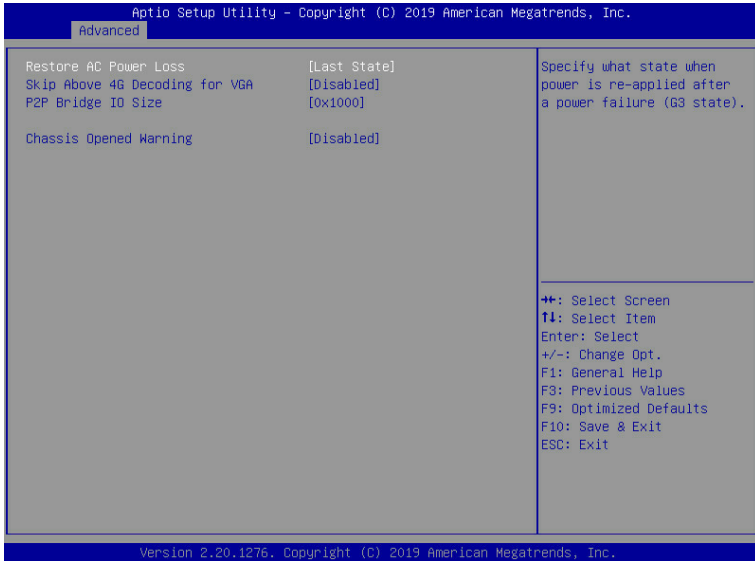 Aptio Setup Utility – Copyright (C) 2019 American Megatrends, Inc.
Advanced
Restore AC Power Loss [Last State]
Skip Above 4G Decoding for VGA [Disabled]
P2P Bridge IO Size [0x1000]
Chassis Opened Warning [Disabled]
Specify what state when
power is re-applied after
a power failure (G3 state).
→←: Select Screen
↑↓: Select Item
Enter: Select
+/-: Change Opt.
F1: General Help
F3: Previous Values
F9: Optimized Defaults
F10: Save & Exit
ESC: Exit
Version 2.20.1276. Copyright (C) 2019 American Megatrends, Inc.